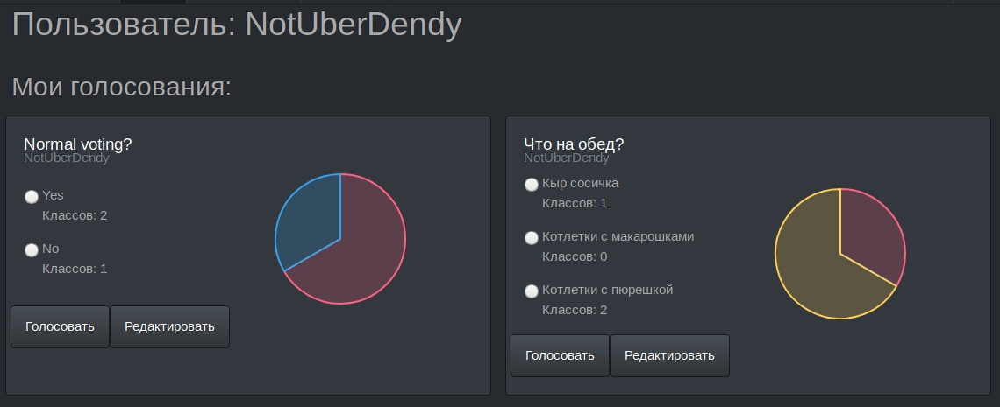 Пользователь: NotUberDendy
Мои голосования:
Normal voting?
NotUberDendy
Yes
Классов: 2
No
Классов: 1
Голосовать
Редактировать
Что на обед?
NotUberDendy
Кыр сосичка
Классов: 1
Котлетки с макарошками
Классов: 0
Котлетки с пюрешкой
Классов: 2
Голосовать
Редактировать